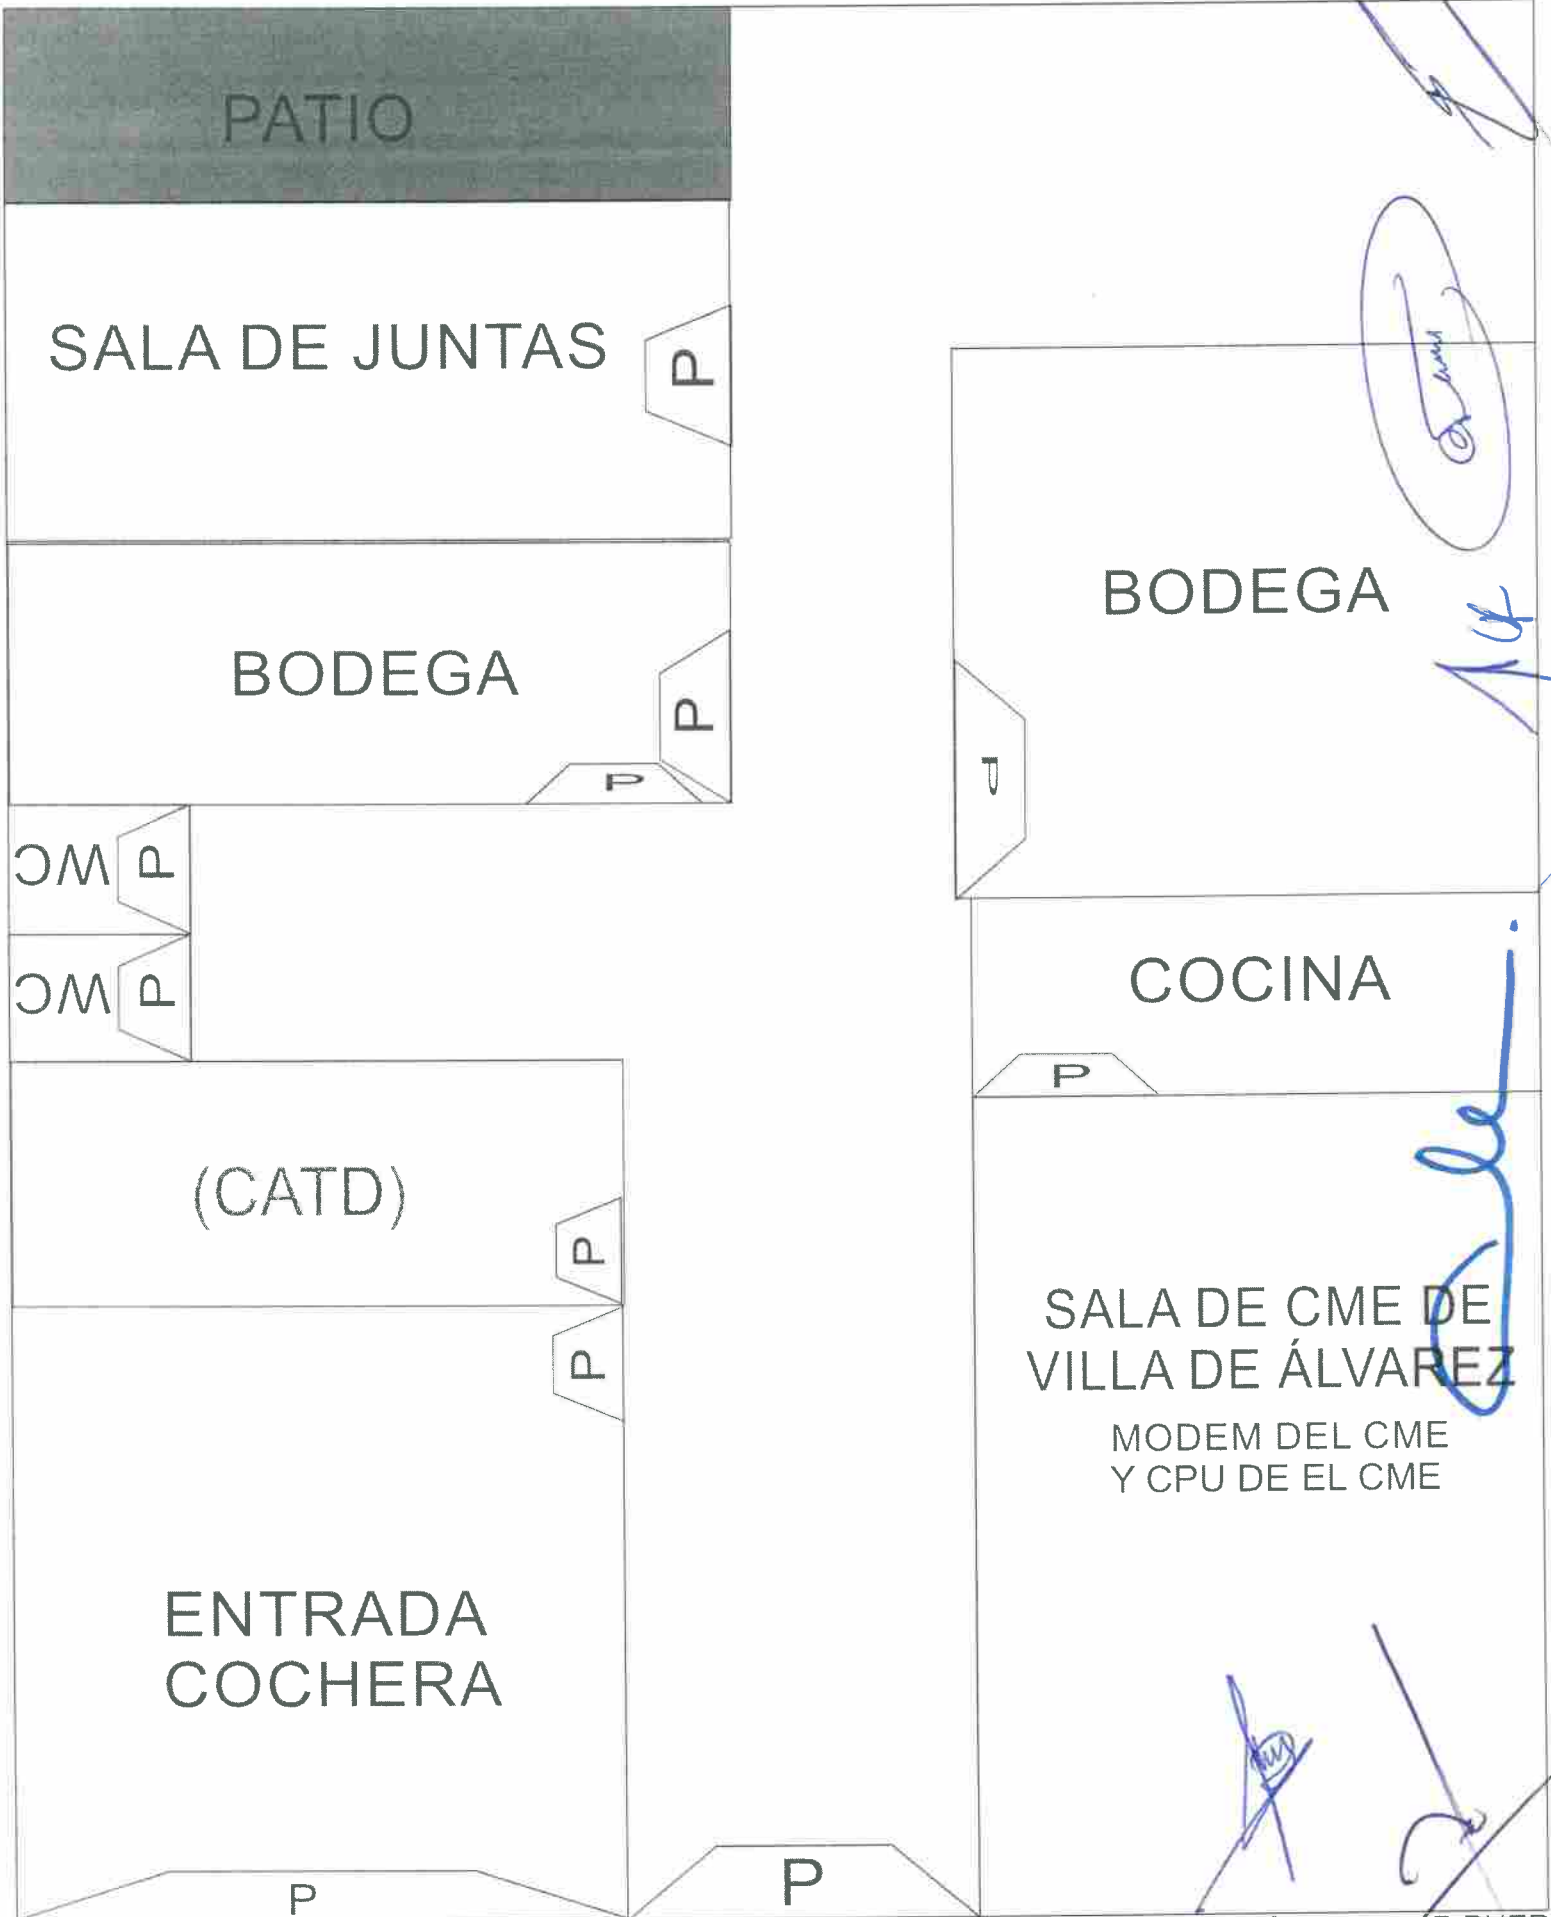 PATIO
SALA DE JUNTAS
P
BODEGA
P
P
BODEGA
P
WC
P
WC
P
COCINA
P
(CATD)
P
P
SALA DE CME DE
VILLA DE ÁLVAREZ
MODEM DEL CME
Y CPU DE EL CME
ENTRADA
COCHERA
P
P